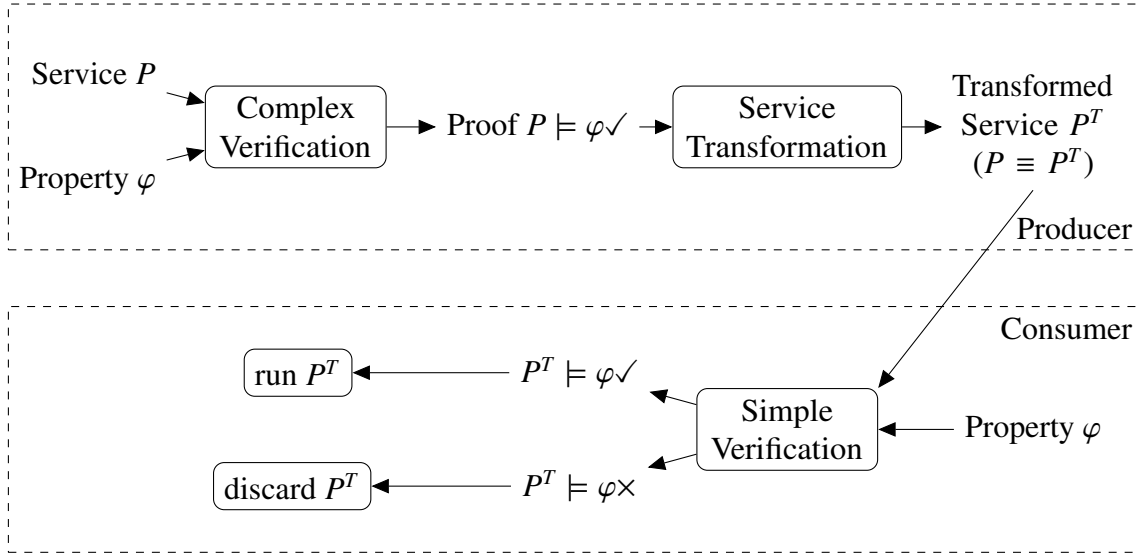 Service P
Property φ
Complex
Verification
Proof P ⊨ φ✓
Service
Transformation
Transformed
Service P^T
(P ≡ P^T)
Producer
Consumer
run P^T
P^T ⊨ φ✓
Simple
Verification
Property φ
discard P^T
P^T ⊨ φ×